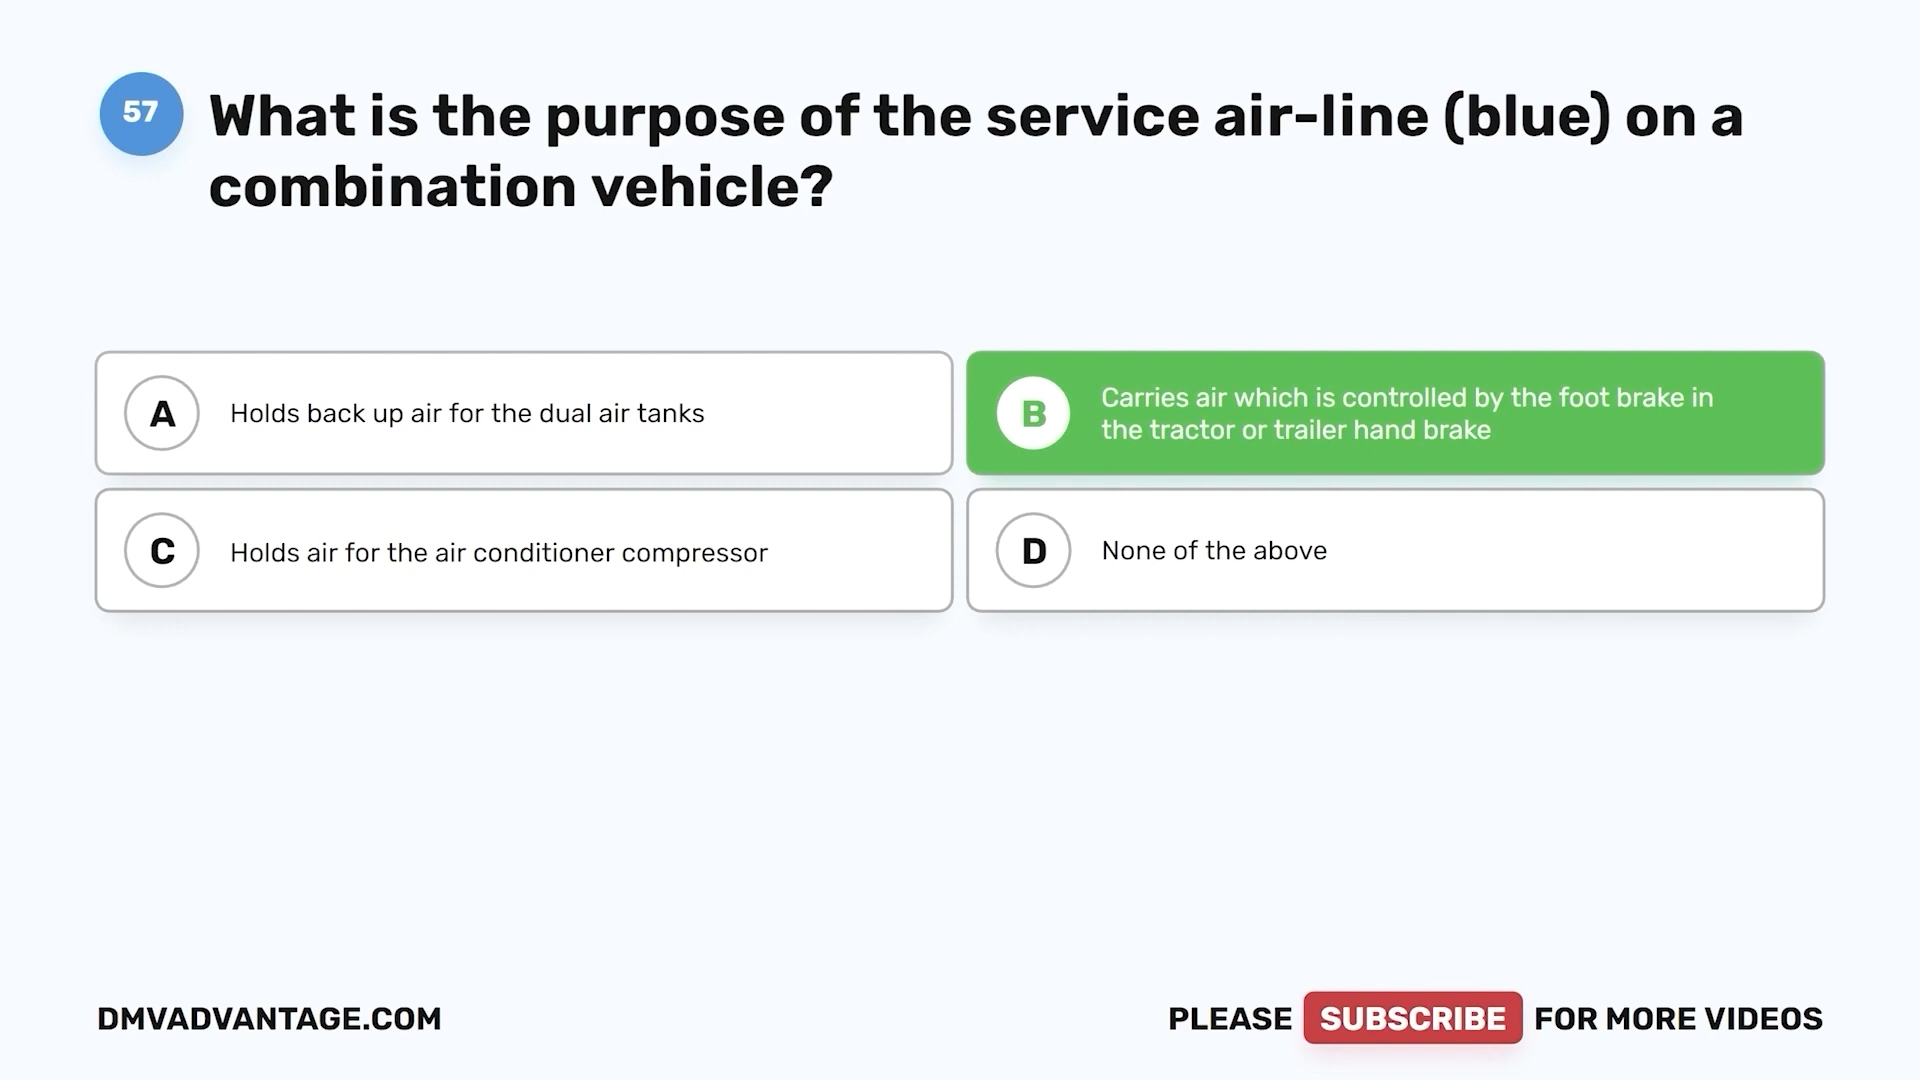 57
What is the purpose of the service air-line (blue) on a
combination vehicle?
A
Holds back up air for the dual air tanks
B
Carries air which is controlled by the foot brake in
the tractor or trailer hand brake
C
Holds air for the air conditioner compressor
D
None of the above
DMVADVANTAGE.COM
PLEASE SUBSCRIBE FOR MORE VIDEOS